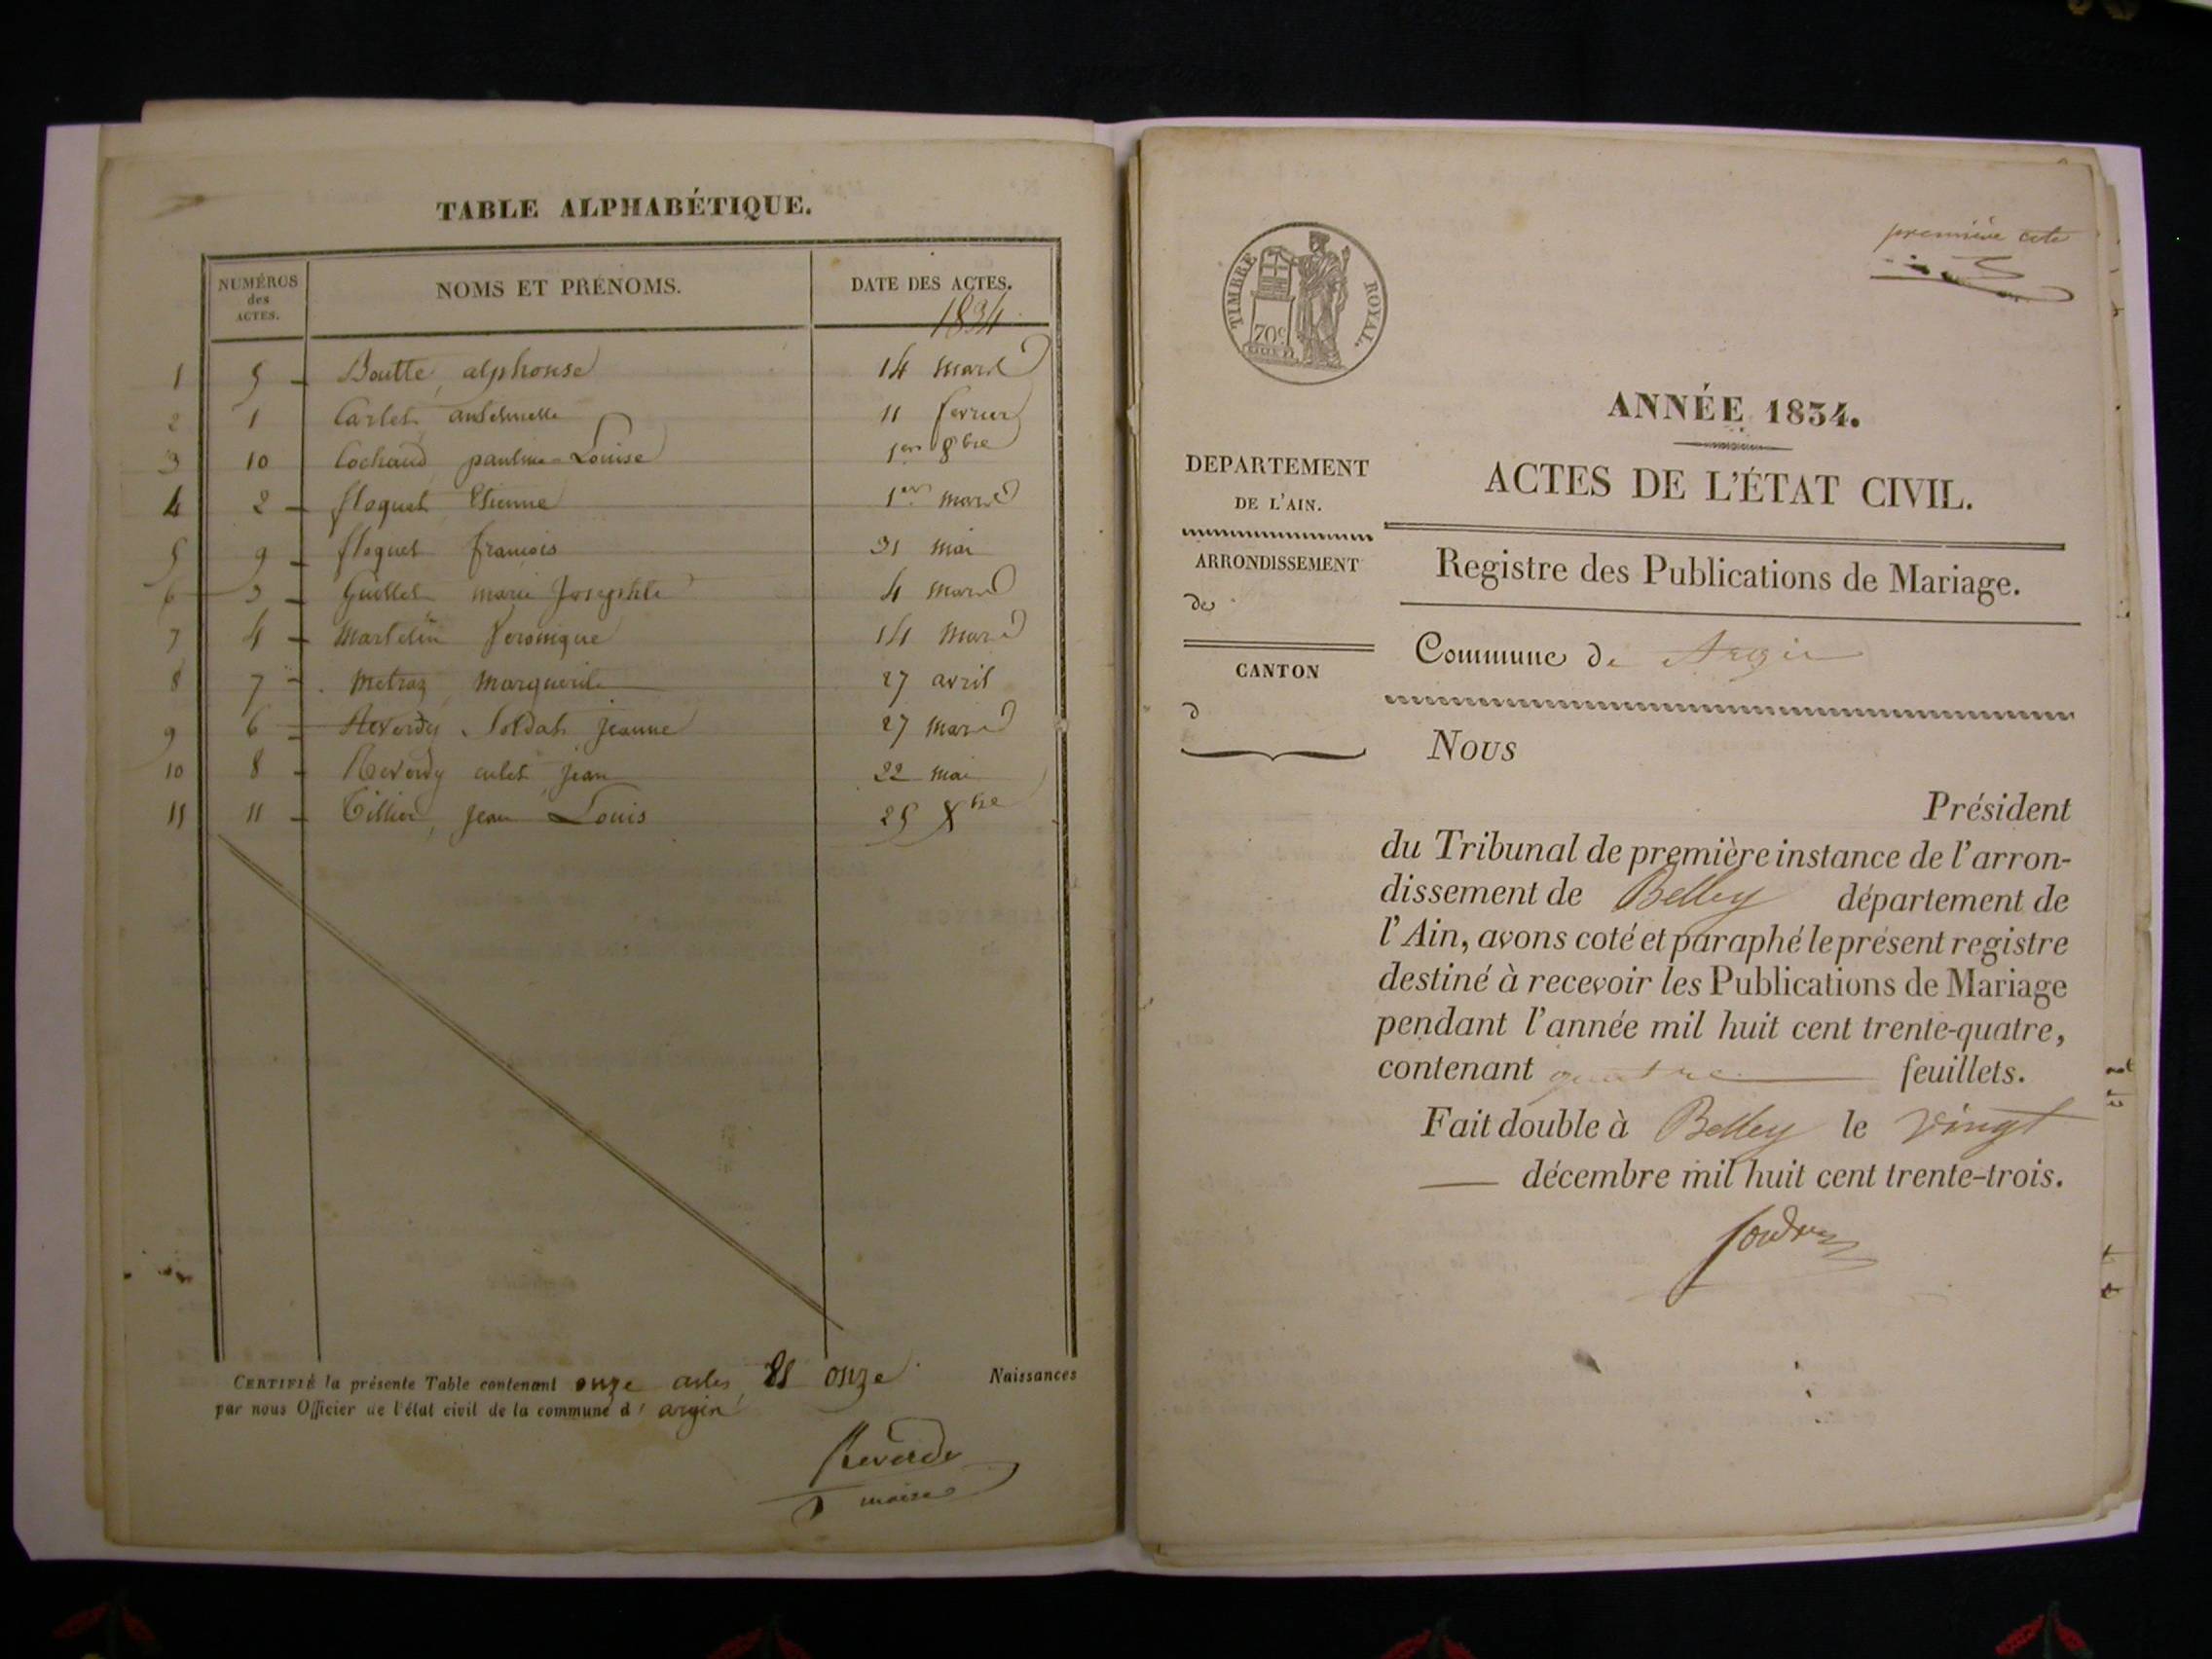 TABLE ALPHABÉTIQUE.
NUMÉROS des ACTES.
NOMS ET PRÉNOMS.
DATE DES ACTES.
1834
1 5 Boutte, alphonse 14 mars
2 1 Carlet, anthelmette 11 fevrier
3 10 Cochaud pauline Louise 1er 8bre
4 2 floquet Etienne 1er mars
5 9 floquet françois 31 mai
6 3 Guillet marie Josephte 4 mars
7 4 Martelin Veronique 14 mars
8 7 Metraz Marguerite 27 avril
9 6 Reverdy Soldat Jeanne 27 mars
10 8 Reverdy culet Jean 22 mai
11 11 Tillier, Jean Louis 25 Xbre
CERTIFIÉ la présente Table contenant onze actes onze Naissances
par nous Officier de l'état civil de la commune d'argin
maire
première
TIMBRE ROYAL.
70c
ANNÉE 1834.
DEPARTEMENT
DE L'AIN.
ACTES DE L'ÉTAT CIVIL.
ARRONDISSEMENT
de
Registre des Publications de Mariage.
CANTON
d
Commune de
Nous
Président
du Tribunal de première instance de l'arron-
dissement de Belley département de
l'Ain, avons coté et paraphé le présent registre
destiné à recevoir les Publications de Mariage
pendant l'année mil huit cent trente-quatre,
contenant quatre feuillets.
Fait double à Belley le vingt
décembre mil huit cent trente-trois.